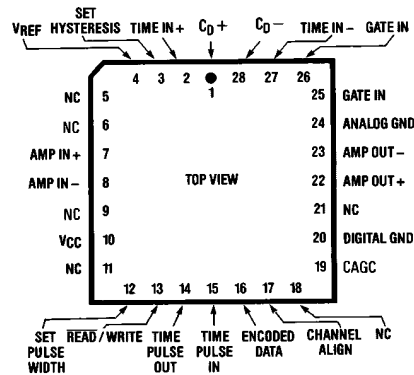 SET
VREF HYSTERESIS TIME IN+ CD+ CD− TIME IN− GATE IN
4 3 2 1 28 27 26
NC 5 25 GATE IN
NC 6 24 ANALOG GND
AMP IN+ 7 23 AMP OUT−
AMP IN− 8 TOP VIEW 22 AMP OUT+
NC 9 21 NC
VCC 10 20 DIGITAL GND
NC 11 19 CAGC
12 13 14 15 16 17 18
SET READ/WRITE TIME TIME ENCODED CHANNEL NC
PULSE PULSE PULSE DATA ALIGN
WIDTH OUT IN